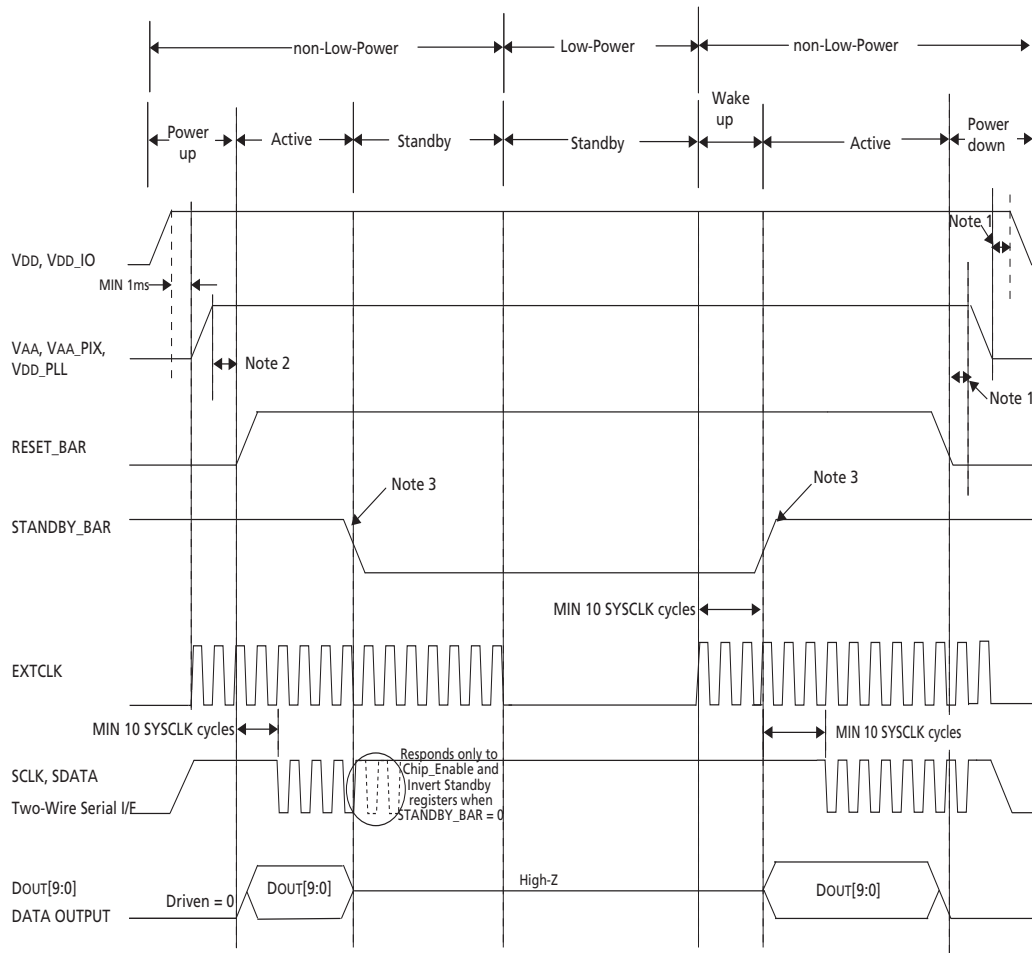 non-Low-Power
Low-Power
non-Low-Power
Power
up
Active
Standby
Standby
Wake
up
Active
Power
down
VDD, VDD_IO
MIN 1ms
Note 1
VAA, VAA_PIX,
VDD_PLL
Note 2
Note 1
RESET_BAR
Note 3
Note 3
STANDBY_BAR
MIN 10 SYSCLK cycles
EXTCLK
MIN 10 SYSCLK cycles
MIN 10 SYSCLK cycles
SCLK, SDATA
Two-Wire Serial I/F
Responds only to
Chip_Enable and
Invert Standby
registers when
STANDBY_BAR = 0
DOUT[9:0]
DATA OUTPUT
Driven = 0
DOUT[9:0]
High-Z
DOUT[9:0]